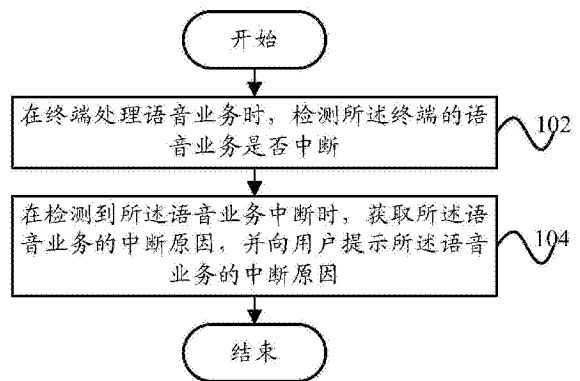 开始
在终端处理语音业务时，检测所述终端的语
音业务是否中断
102
在检测到所述语音业务中断时，获取所述语
音业务的中断原因，并向用户提示所述语音
业务的中断原因
104
结束